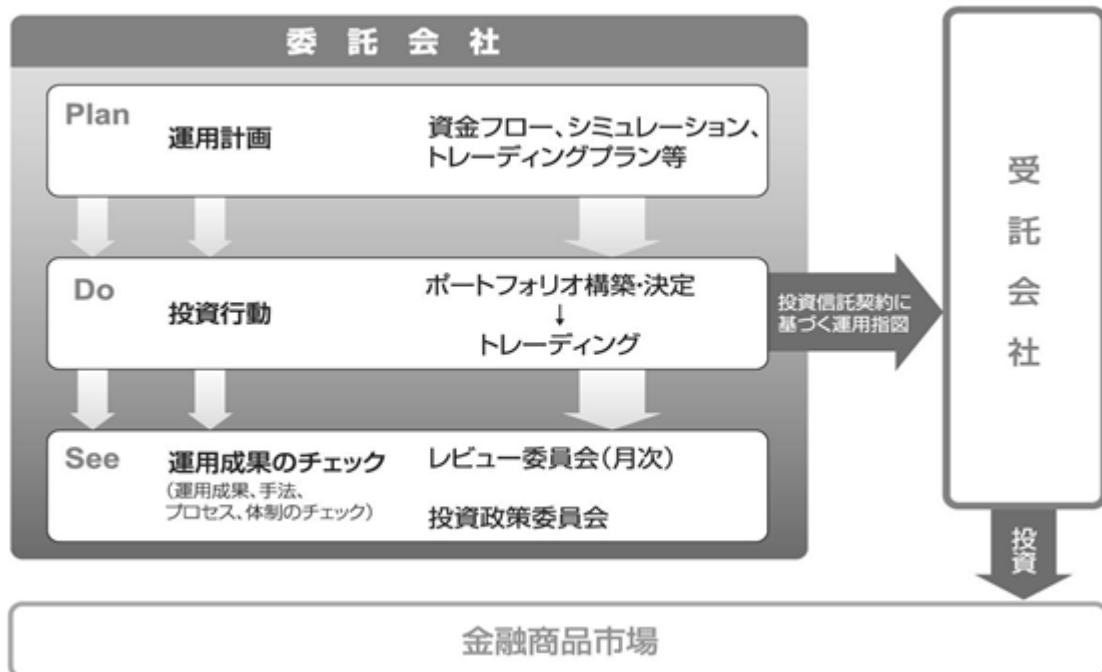 委託会社
Plan
運用計画
資金フロー、シミュレーション、
トレーディングプラン等
Do
投資行動
ポートフォリオ構築・決定
↓
トレーディング
投資信託契約に
基づく運用指図
See
運用成果のチェック
(運用成果、手法、
プロセス、体制のチェック)
レビュー委員会(月次)
投資政策委員会
受託会社
投資
金融商品市場